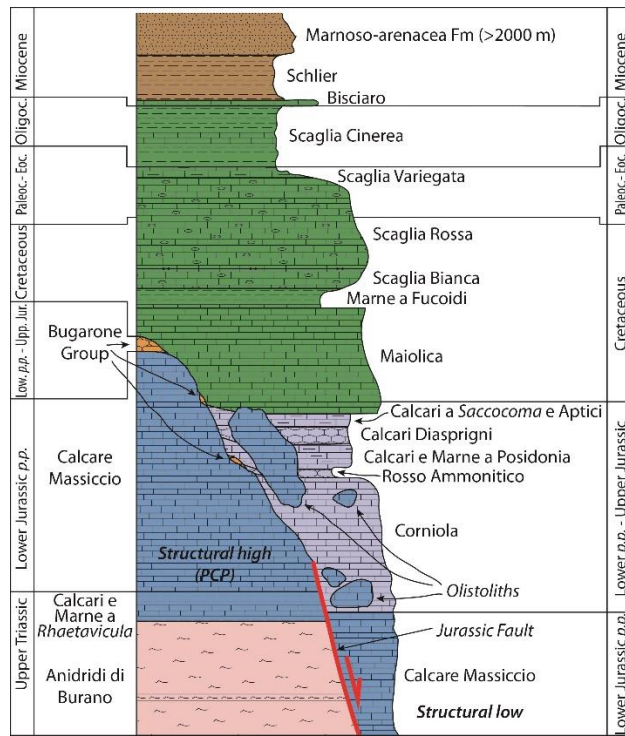 Miocene
Oligoc.
Paleoc.- Eoc.
Cretaceous
Low. p.p. - Upp. Jur.
Lower Jurassic p.p.
Upper Triassic
Marnoso-arenacea Fm (>2000 m)
Schlier
Bisciaro
Scaglia Cinerea
Scaglia Variegata
Scaglia Rossa
Scaglia Bianca
Marne a Fucoidi
Bugarone
Group
Maiolica
Calcari a Saccocoma e Aptici
Calcari Diasprigni
Calcari e Marne a Posidonia
Rosso Ammonitico
Calcare
Massiccio
Corniola
Structural high
(PCP)
Olistoliths
Calcari e
Marne a
Rhaetavicula
Jurassic Fault
Anidridi di
Burano
Calcare Massiccio
Structural low
Miocene
Oligoc.
Paleoc.- Eoc.
Cretaceous
Lower p.p. - Upper Jurassic
Lower Jurassic p.p.